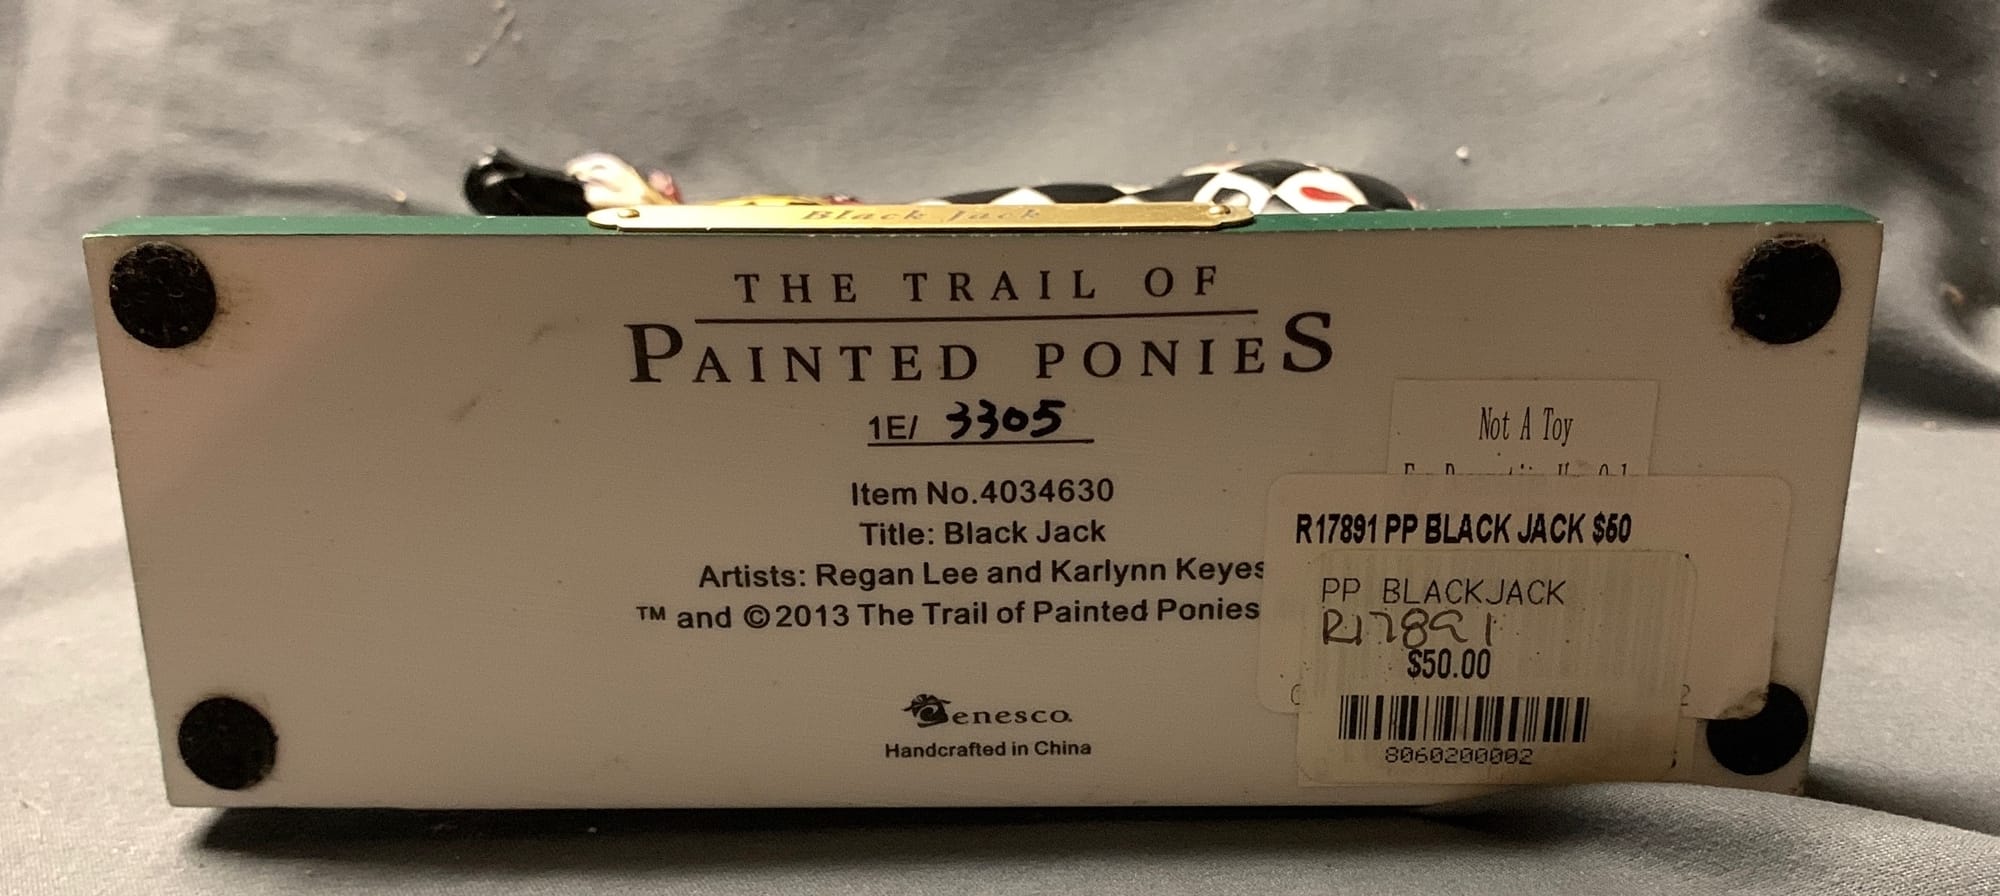 Black Jack
THE TRAIL OF
PAINTED PONIES
1E/ 3305
Item No.4034630
Title: Black Jack
Artists: Regan Lee and Karlynn Keyes
™ and ©2013 The Trail of Painted Ponies
Enesco.
Handcrafted in China
Not A Toy
R17891 PP BLACK JACK $50
PP BLACKJACK
R17891
$50.00
8060200002